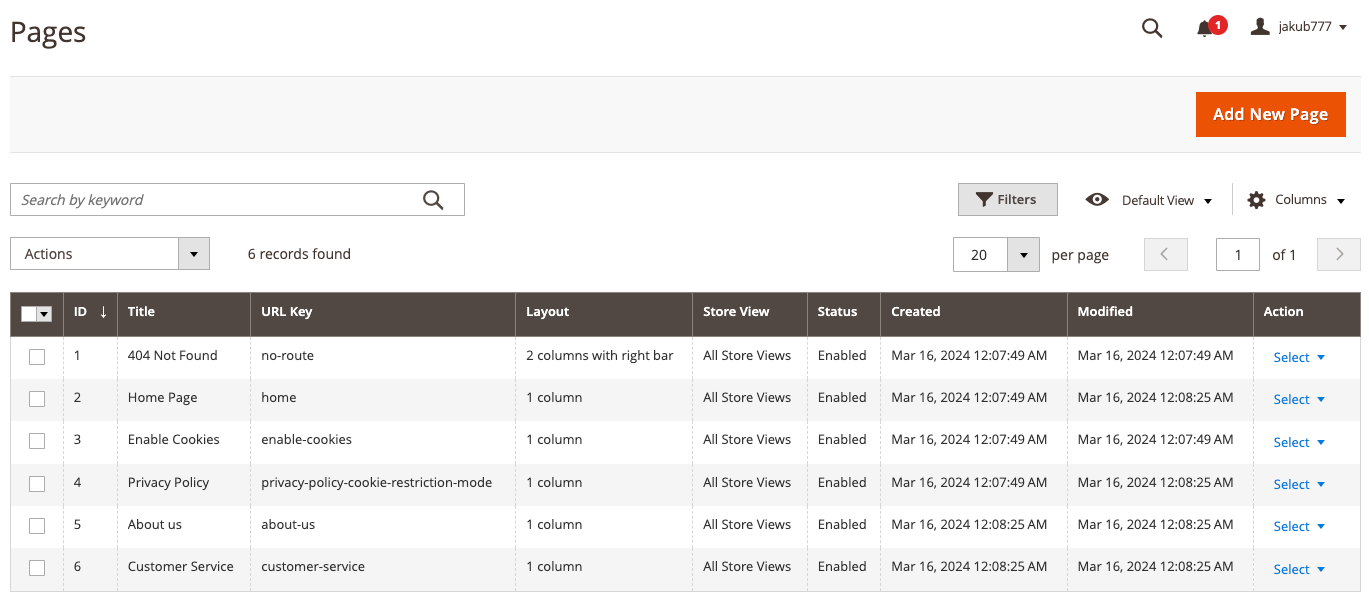 Pages
1
jakub777
Add New Page
Search by keyword
Filters
Default View
Columns
Actions
6 records found
20
per page
1
of 1
ID ↓ Title URL Key Layout Store View Status Created Modified Action
1 404 Not Found no-route 2 columns with right bar All Store Views Enabled Mar 16, 2024 12:07:49 AM Mar 16, 2024 12:07:49 AM Select
2 Home Page home 1 column All Store Views Enabled Mar 16, 2024 12:07:49 AM Mar 16, 2024 12:08:25 AM Select
3 Enable Cookies enable-cookies 1 column All Store Views Enabled Mar 16, 2024 12:07:49 AM Mar 16, 2024 12:07:49 AM Select
4 Privacy Policy privacy-policy-cookie-restriction-mode 1 column All Store Views Enabled Mar 16, 2024 12:07:49 AM Mar 16, 2024 12:08:25 AM Select
5 About us about-us 1 column All Store Views Enabled Mar 16, 2024 12:08:25 AM Mar 16, 2024 12:08:25 AM Select
6 Customer Service customer-service 1 column All Store Views Enabled Mar 16, 2024 12:08:25 AM Mar 16, 2024 12:08:25 AM Select